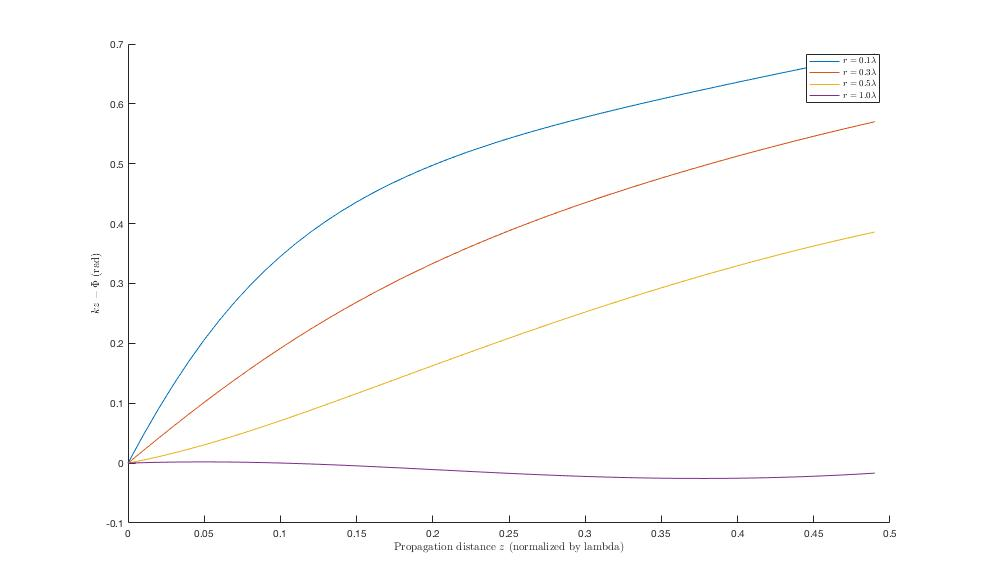 0.7
0.6
0.5
0.4
0.3
0.2
0.1
0
-0.1
kz − Φ (rad)
r = 0.1λ
r = 0.3λ
r = 0.5λ
r = 1.0λ
0 0.05 0.1 0.15 0.2 0.25 0.3 0.35 0.4 0.45 0.5
Propagation distance z (normalized by lambda)